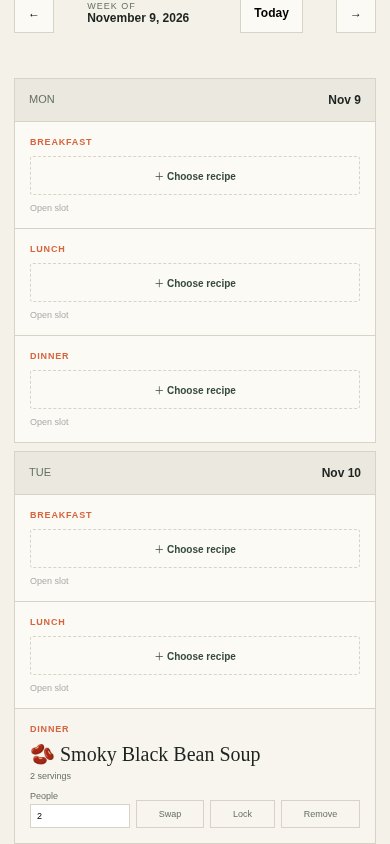 WEEK OF
← November 9, 2026 Today →
MON Nov 9
BREAKFAST
+ Choose recipe
Open slot
LUNCH
+ Choose recipe
Open slot
DINNER
+ Choose recipe
Open slot
TUE Nov 10
BREAKFAST
+ Choose recipe
Open slot
LUNCH
+ Choose recipe
Open slot
DINNER
🫘 Smoky Black Bean Soup
2 servings
People
2 Swap Lock Remove